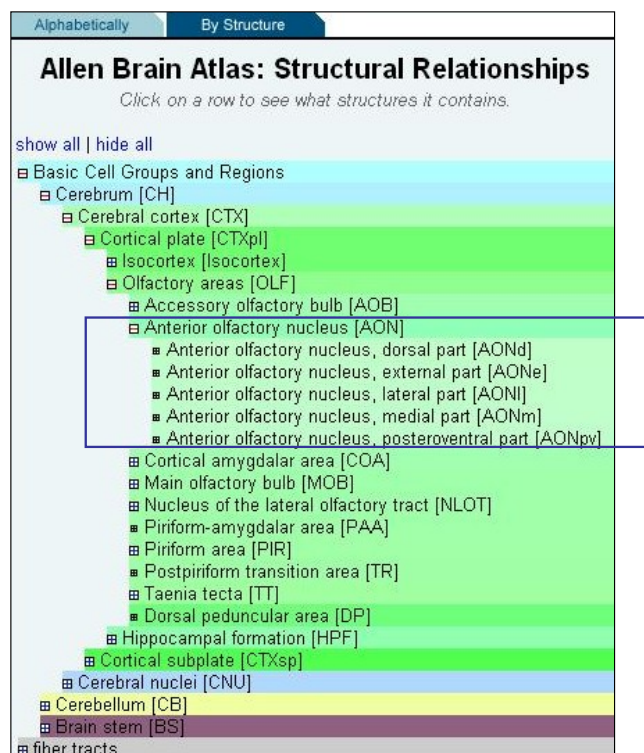 Alphabetically By Structure
Allen Brain Atlas: Structural Relationships
Click on a row to see what structures it contains.
show all | hide all
Basic Cell Groups and Regions
Cerebrum [CH]
Cerebral cortex [CTX]
Cortical plate [CTXpl]
Isocortex [Isocortex]
Olfactory areas [OLF]
Accessory olfactory bulb [AOB]
Anterior olfactory nucleus [AON]
Anterior olfactory nucleus, dorsal part [AONd]
Anterior olfactory nucleus, external part [AONe]
Anterior olfactory nucleus, lateral part [AONl]
Anterior olfactory nucleus, medial part [AONm]
Anterior olfactory nucleus, posteroventral part [AONpv]
Cortical amygdalar area [COA]
Main olfactory bulb [MOB]
Nucleus of the lateral olfactory tract [NLOT]
Piriform-amygdalar area [PAA]
Piriform area [PIR]
Postpiriform transition area [TR]
Taenia tecta [TT]
Dorsal peduncular area [DP]
Hippocampal formation [HPF]
Cortical subplate [CTXsp]
Cerebral nuclei [CNU]
Cerebellum [CB]
Brain stem [BS]
fiber tracts